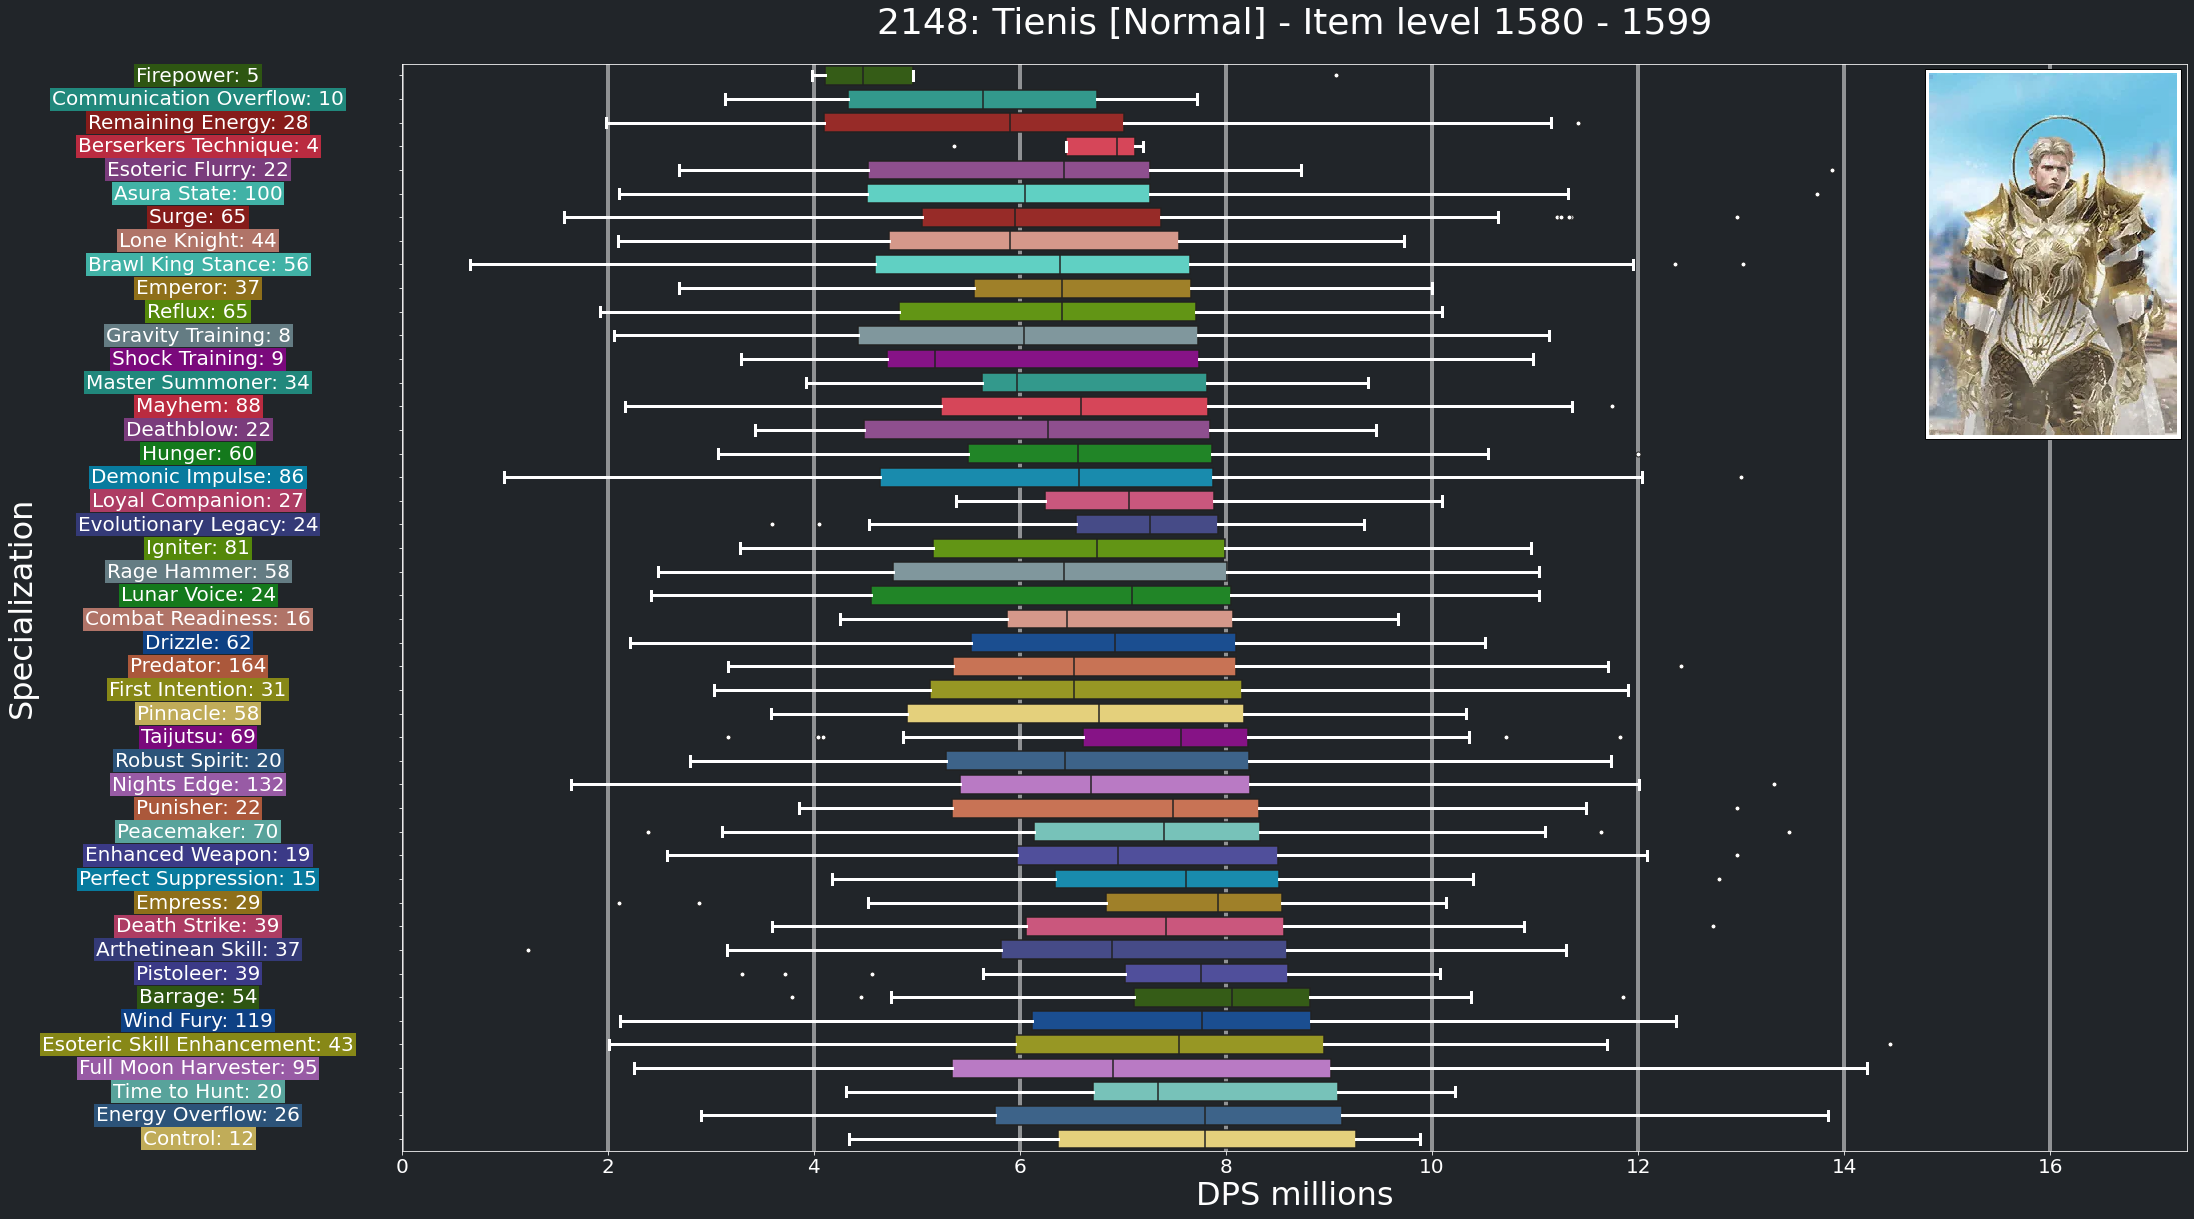 2148: Tienis [Normal] - Item level 1580 - 1599
Specialization
Firepower: 5
Communication Overflow: 10
Remaining Energy: 28
Berserkers Technique: 4
Esoteric Flurry: 22
Asura State: 100
Surge: 65
Lone Knight: 44
Brawl King Stance: 56
Emperor: 37
Reflux: 65
Gravity Training: 8
Shock Training: 9
Master Summoner: 34
Mayhem: 88
Deathblow: 22
Hunger: 60
Demonic Impulse: 86
Loyal Companion: 27
Evolutionary Legacy: 24
Igniter: 81
Rage Hammer: 58
Lunar Voice: 24
Combat Readiness: 16
Drizzle: 62
Predator: 164
First Intention: 31
Pinnacle: 58
Taijutsu: 69
Robust Spirit: 20
Nights Edge: 132
Punisher: 22
Peacemaker: 70
Enhanced Weapon: 19
Perfect Suppression: 15
Empress: 29
Death Strike: 39
Arthetinean Skill: 37
Pistoleer: 39
Barrage: 54
Wind Fury: 119
Esoteric Skill Enhancement: 43
Full Moon Harvester: 95
Time to Hunt: 20
Energy Overflow: 26
Control: 12
0 2 4 6 8 10 12 14 16
DPS millions